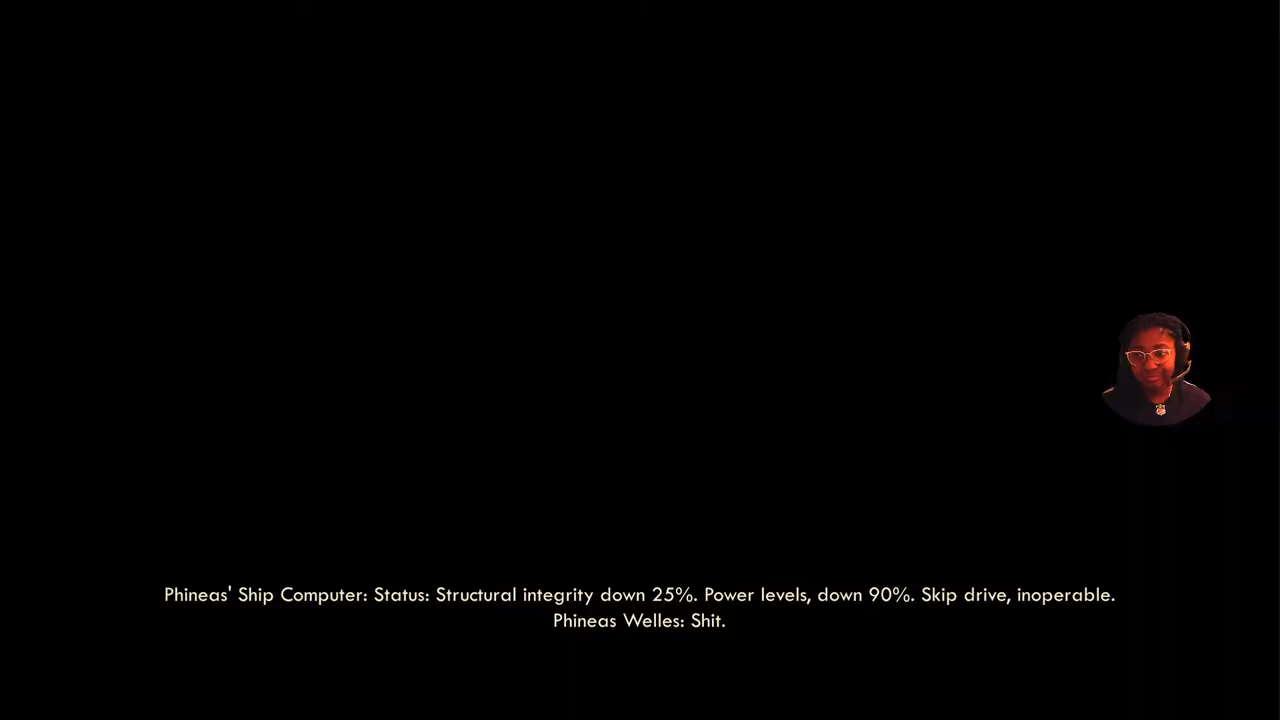 Phineas' Ship Computer: Status: Structural integrity down 25%. Power levels, down 90%. Skip drive, inoperable.
Phineas Welles: Shit.